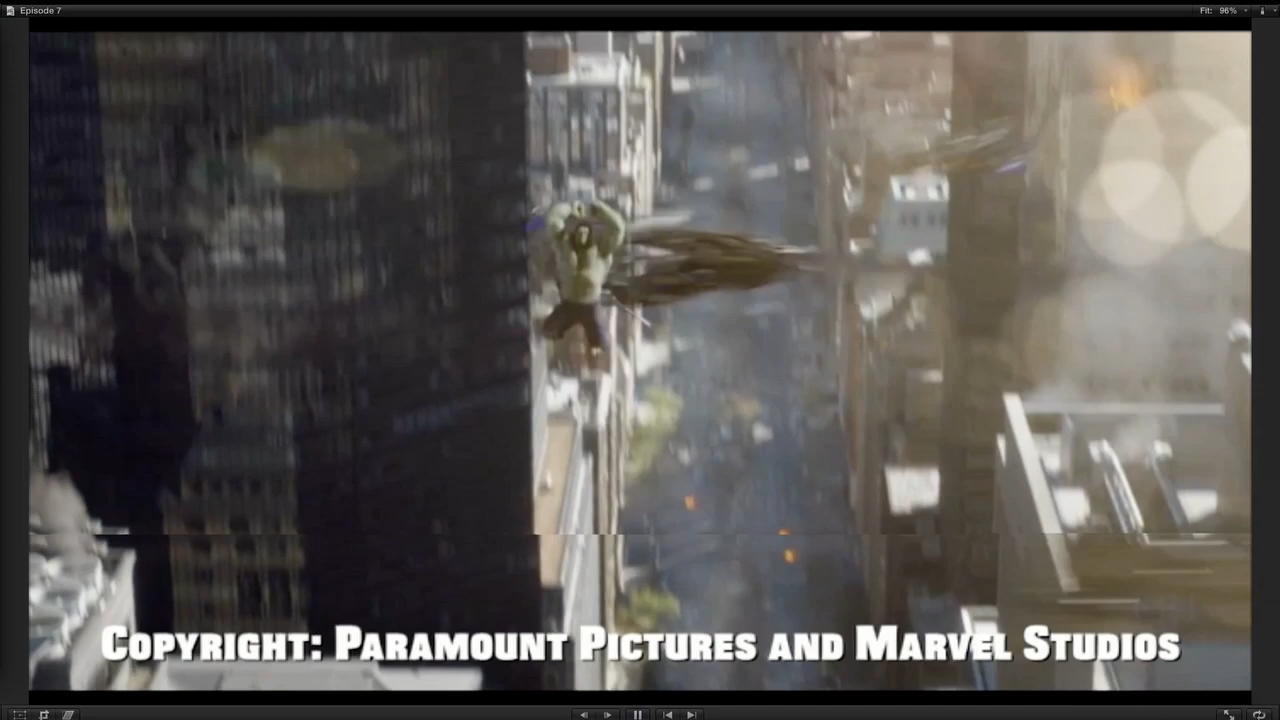 Episode 7
Fit: 96%
COPYRIGHT: PARAMOUNT PICTURES AND MARVEL STUDIOS